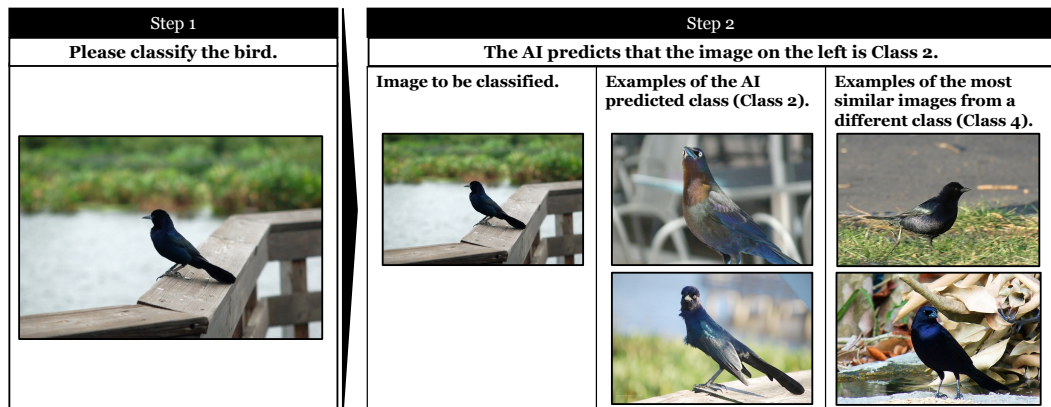 Step 1
Please classify the bird.
Step 2
The AI predicts that the image on the left is Class 2.
Image to be classified.
Examples of the AI
predicted class (Class 2).
Examples of the most
similar images from a
different class (Class 4).